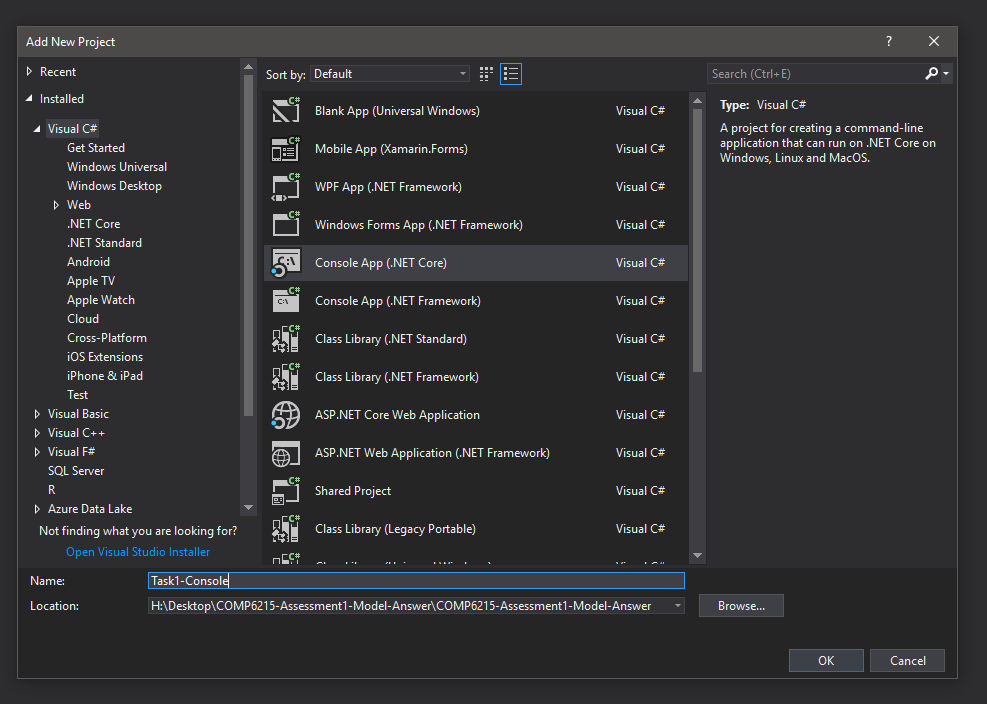 Add New Project
?
Recent
Installed
Visual C#
Get Started
Windows Universal
Windows Desktop
Web
.NET Core
.NET Standard
Android
Apple TV
Apple Watch
Cloud
Cross-Platform
iOS Extensions
iPhone & iPad
Test
Visual Basic
Visual C++
Visual F#
SQL Server
R
Azure Data Lake
Not finding what you are looking for?
Open Visual Studio Installer
Sort by: Default
Search (Ctrl+E)
Blank App (Universal Windows) Visual C#
Mobile App (Xamarin.Forms) Visual C#
WPF App (.NET Framework) Visual C#
Windows Forms App (.NET Framework) Visual C#
Console App (.NET Core) Visual C#
Console App (.NET Framework) Visual C#
Class Library (.NET Standard) Visual C#
Class Library (.NET Framework) Visual C#
ASP.NET Core Web Application Visual C#
ASP.NET Web Application (.NET Framework) Visual C#
Shared Project Visual C#
Class Library (Legacy Portable) Visual C#
Type: Visual C#
A project for creating a command-line
application that can run on .NET Core on
Windows, Linux and MacOS.
Name: Task1-Console
Location: H:\Desktop\COMP6215-Assessment1-Model-Answer\COMP6215-Assessment1-Model-Answer
Browse...
OK Cancel